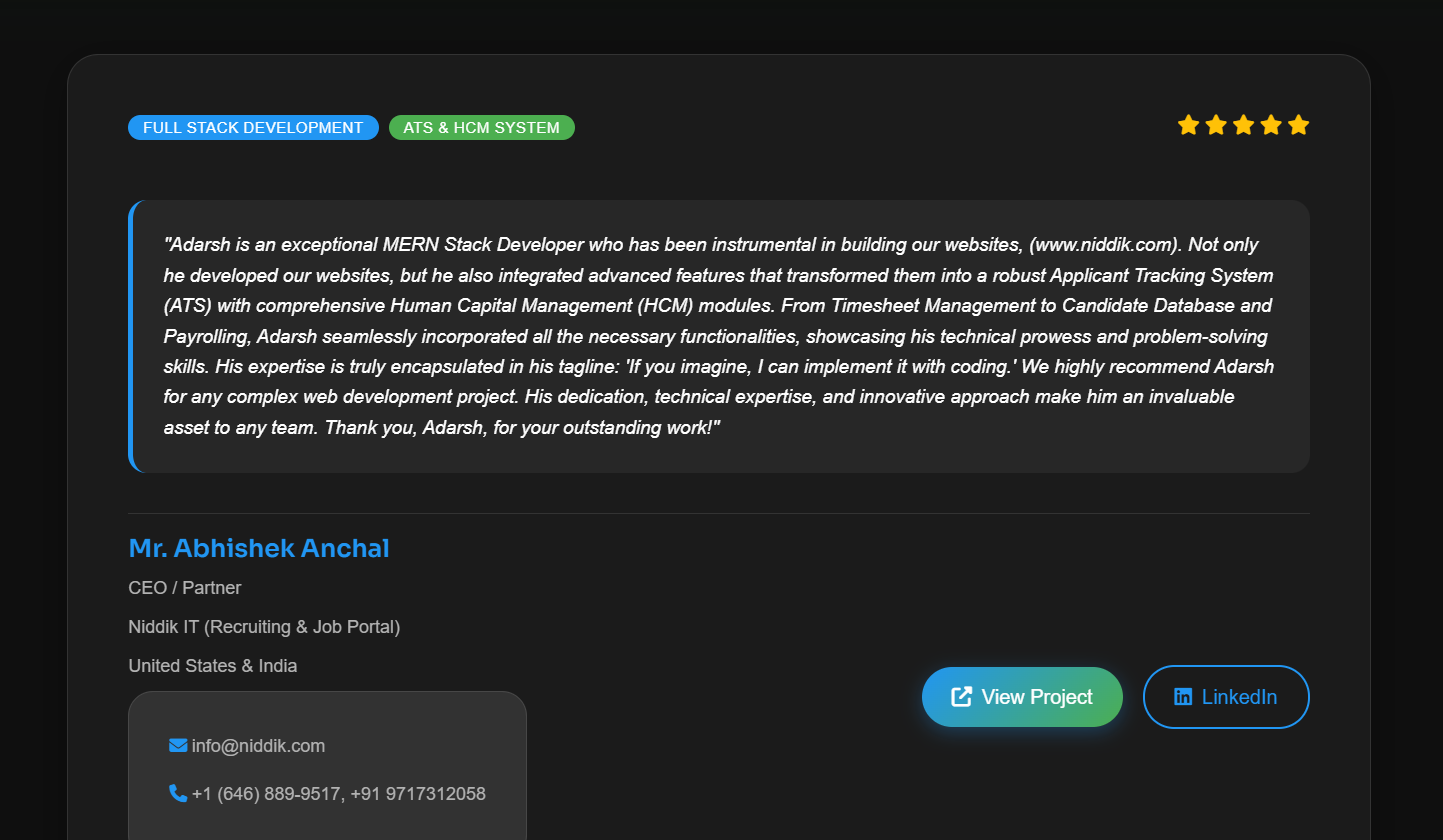 FULL STACK DEVELOPMENT
ATS & HCM SYSTEM
"Adarsh is an exceptional MERN Stack Developer who has been instrumental in building our websites, (www.niddik.com). Not only
he developed our websites, but he also integrated advanced features that transformed them into a robust Applicant Tracking System
(ATS) with comprehensive Human Capital Management (HCM) modules. From Timesheet Management to Candidate Database and
Payrolling, Adarsh seamlessly incorporated all the necessary functionalities, showcasing his technical prowess and problem-solving
skills. His expertise is truly encapsulated in his tagline: 'If you imagine, I can implement it with coding.' We highly recommend Adarsh
for any complex web development project. His dedication, technical expertise, and innovative approach make him an invaluable
asset to any team. Thank you, Adarsh, for your outstanding work!"
Mr. Abhishek Anchal
CEO / Partner
Niddik IT (Recruiting & Job Portal)
United States & India
View Project
LinkedIn
info@niddik.com
+1 (646) 889-9517, +91 9717312058